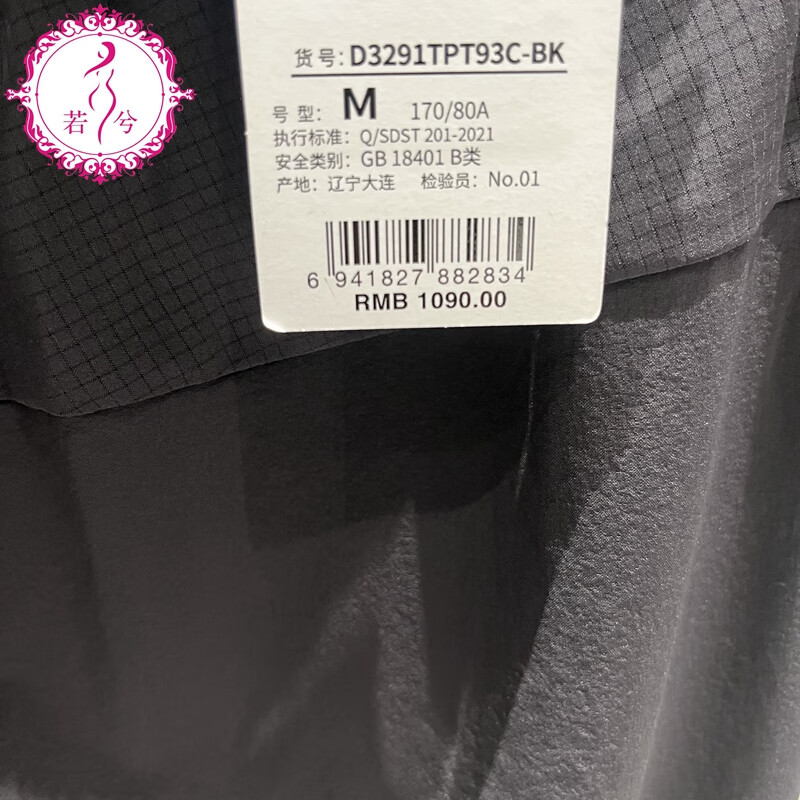 若兮
货号: D3291TPT93C-BK
号型: M 170/80A
执行标准: Q/SDST 201-2021
安全类别: GB 18401 B类
产地: 辽宁大连 检验员: No.01
6 941827 882834
RMB 1090.00